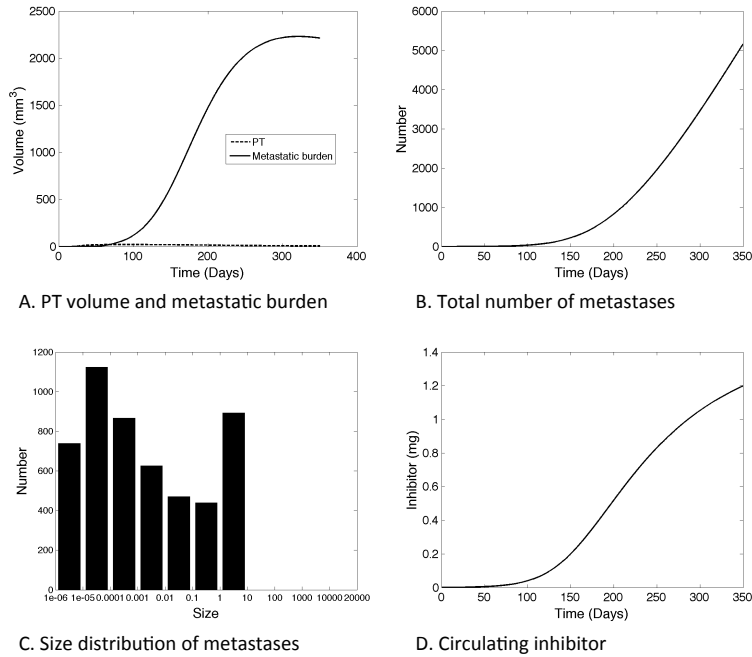 2500
2000
1500
1000
500
0
Volume (mm³)
PT
Metastatic burden
0 100 200 300 400
Time (Days)
A. PT volume and metastatic burden
6000
5000
4000
3000
2000
1000
0
Number
0 50 100 150 200 250 300 350
Time (Days)
B. Total number of metastases
1200
1000
800
600
400
200
0
Number
1e-06 1e-05 0.0001 0.001 0.01 0.1 1 10 100 1000 10000 20000
Size
C. Size distribution of metastases
1.4
1.2
1
0.8
0.6
0.4
0.2
0
Inhibitor (mg)
0 50 100 150 200 250 300 350
Time (Days)
D. Circulating inhibitor